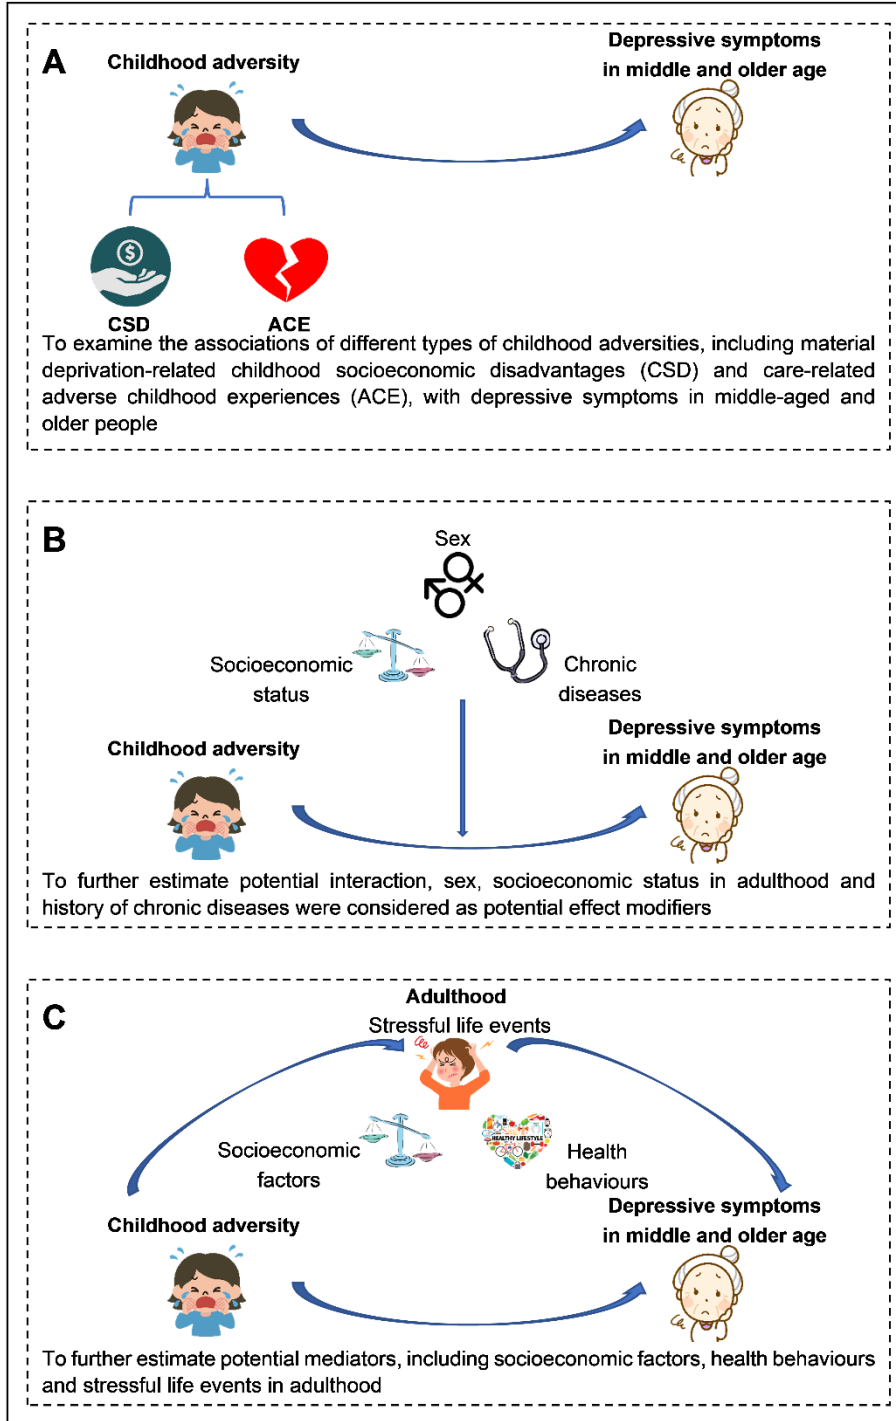 A
Childhood adversity
Depressive symptoms
in middle and older age
$
CSD
ACE
To examine the associations of different types of childhood adversities, including material
deprivation-related childhood socioeconomic disadvantages (CSD) and care-related
adverse childhood experiences (ACE), with depressive symptoms in middle-aged and
older people
B
Sex
Socioeconomic
status
Chronic
diseases
Childhood adversity
Depressive symptoms
in middle and older age
To further estimate potential interaction, sex, socioeconomic status in adulthood and
history of chronic diseases were considered as potential effect modifiers
C
Adulthood
Stressful life events
Socioeconomic
factors
HEALTHY LIFESTYLE
Health
behaviours
Childhood adversity
Depressive symptoms
in middle and older age
To further estimate potential mediators, including socioeconomic factors, health behaviours
and stressful life events in adulthood